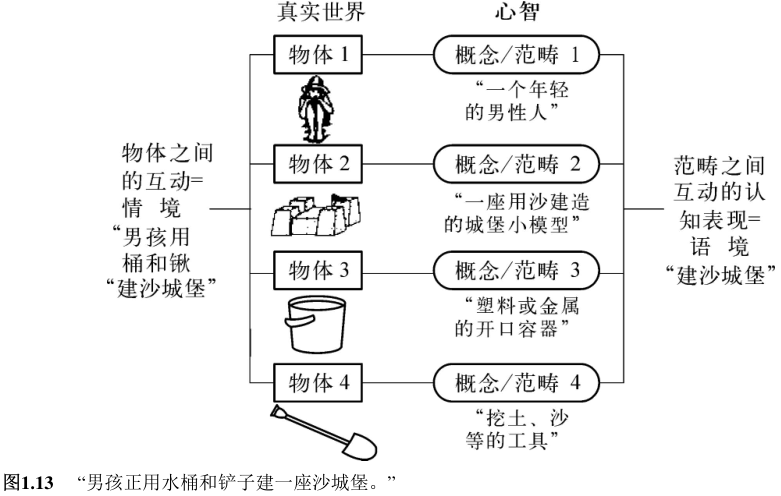 真实世界
心智
物体 1
概念/范畴 1
“一个年轻
的男性人”
物体之间
的互动=
情 境
“男孩用
桶和锹
“建沙城堡”
物体 2
概念/范畴 2
“一座用沙建造
的城堡小模型”
范畴之间
互动的认
知表现=
语 境
“建沙城堡”
物体 3
概念/范畴 3
“塑料或金属
的开口容器”
物体 4
概念/范畴 4
“挖土、沙
等的工具”
图1.13 “男孩正用水桶和铲子建一座沙城堡。”